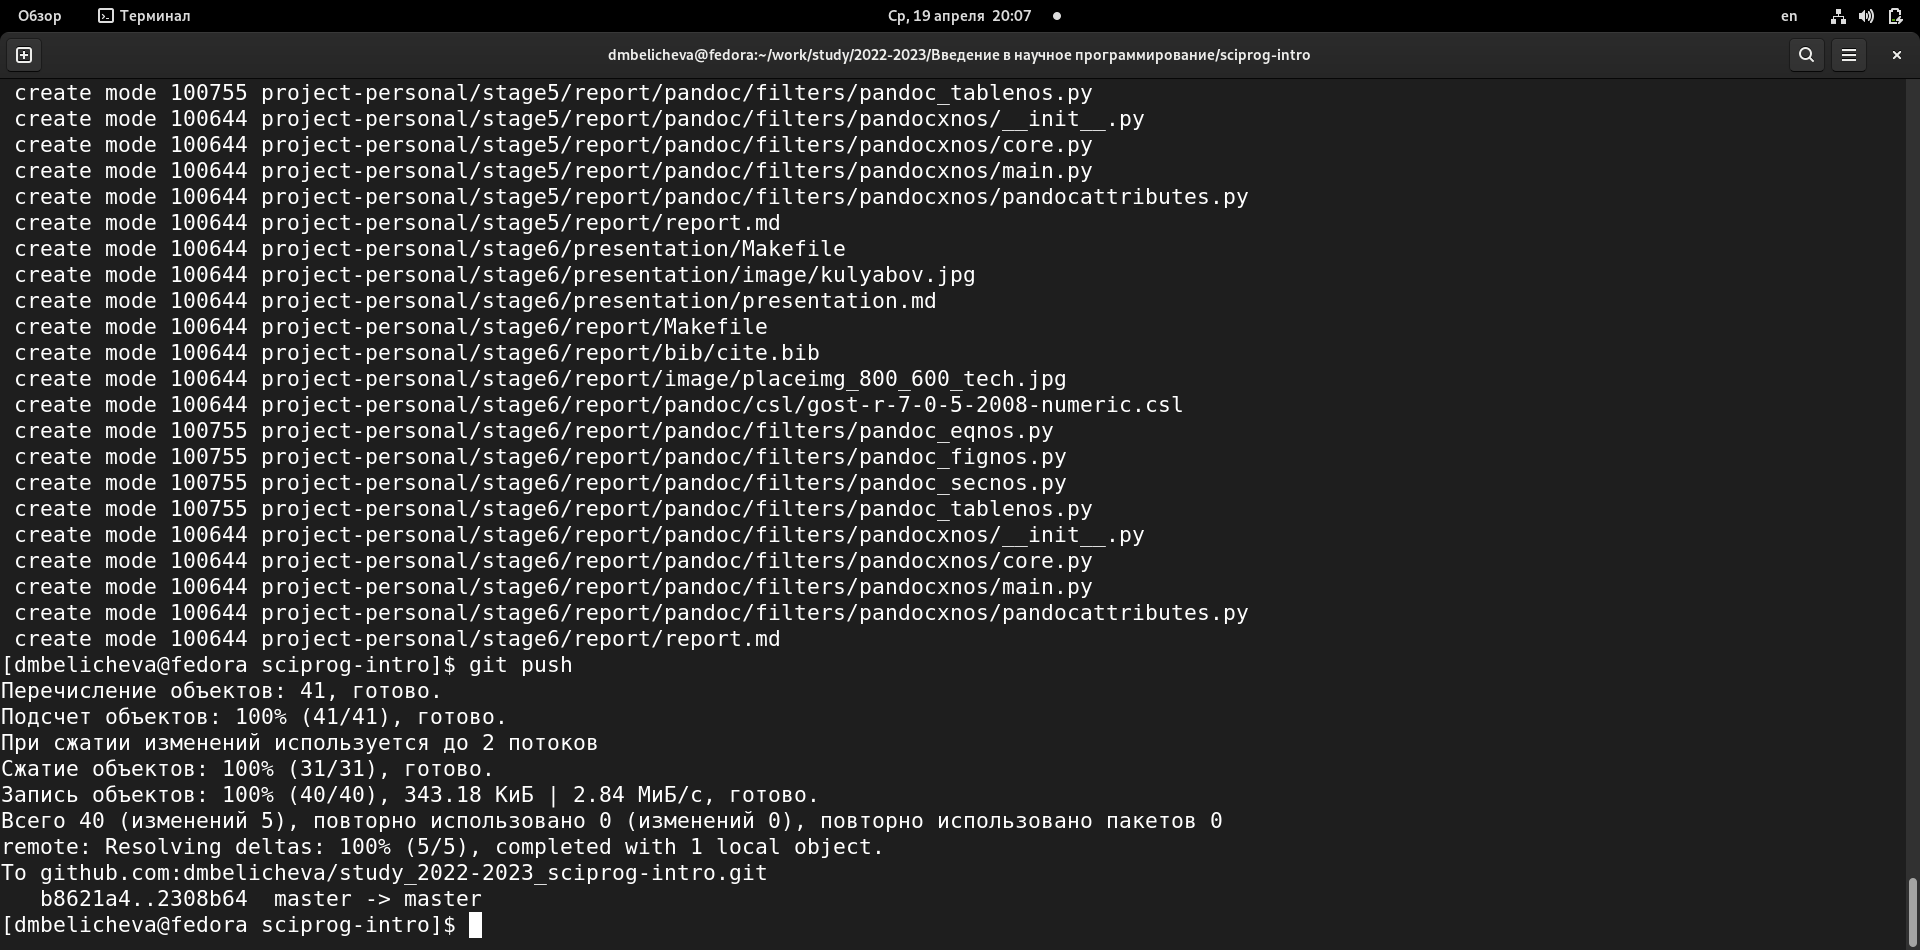 Обзор Терминал Ср, 19 апреля 20:07 en
dmbelicheva@fedora:~/work/study/2022-2023/Введение в научное программирование/sciprog-intro
create mode 100755 project-personal/stage5/report/pandoc/filters/pandoc_tablenos.py
create mode 100644 project-personal/stage5/report/pandoc/filters/pandocxnos/__init__.py
create mode 100644 project-personal/stage5/report/pandoc/filters/pandocxnos/core.py
create mode 100644 project-personal/stage5/report/pandoc/filters/pandocxnos/main.py
create mode 100644 project-personal/stage5/report/pandoc/filters/pandocxnos/pandocattributes.py
create mode 100644 project-personal/stage5/report/report.md
create mode 100644 project-personal/stage6/presentation/Makefile
create mode 100644 project-personal/stage6/presentation/image/kulyabov.jpg
create mode 100644 project-personal/stage6/presentation/presentation.md
create mode 100644 project-personal/stage6/report/Makefile
create mode 100644 project-personal/stage6/report/bib/cite.bib
create mode 100644 project-personal/stage6/report/image/placeimg_800_600_tech.jpg
create mode 100644 project-personal/stage6/report/pandoc/csl/gost-r-7-0-5-2008-numeric.csl
create mode 100755 project-personal/stage6/report/pandoc/filters/pandoc_eqnos.py
create mode 100755 project-personal/stage6/report/pandoc/filters/pandoc_fignos.py
create mode 100755 project-personal/stage6/report/pandoc/filters/pandoc_secnos.py
create mode 100755 project-personal/stage6/report/pandoc/filters/pandoc_tablenos.py
create mode 100644 project-personal/stage6/report/pandoc/filters/pandocxnos/__init__.py
create mode 100644 project-personal/stage6/report/pandoc/filters/pandocxnos/core.py
create mode 100644 project-personal/stage6/report/pandoc/filters/pandocxnos/main.py
create mode 100644 project-personal/stage6/report/pandoc/filters/pandocxnos/pandocattributes.py
create mode 100644 project-personal/stage6/report/report.md
[dmbelicheva@fedora sciprog-intro]$ git push
Перечисление объектов: 41, готово.
Подсчет объектов: 100% (41/41), готово.
При сжатии изменений используется до 2 потоков
Сжатие объектов: 100% (31/31), готово.
Запись объектов: 100% (40/40), 343.18 КиБ | 2.84 МиБ/с, готово.
Всего 40 (изменений 5), повторно использовано 0 (изменений 0), повторно использовано пакетов 0
remote: Resolving deltas: 100% (5/5), completed with 1 local object.
To github.com:dmbelicheva/study_2022-2023_sciprog-intro.git
b8621a4..2308b64 master -> master
[dmbelicheva@fedora sciprog-intro]$